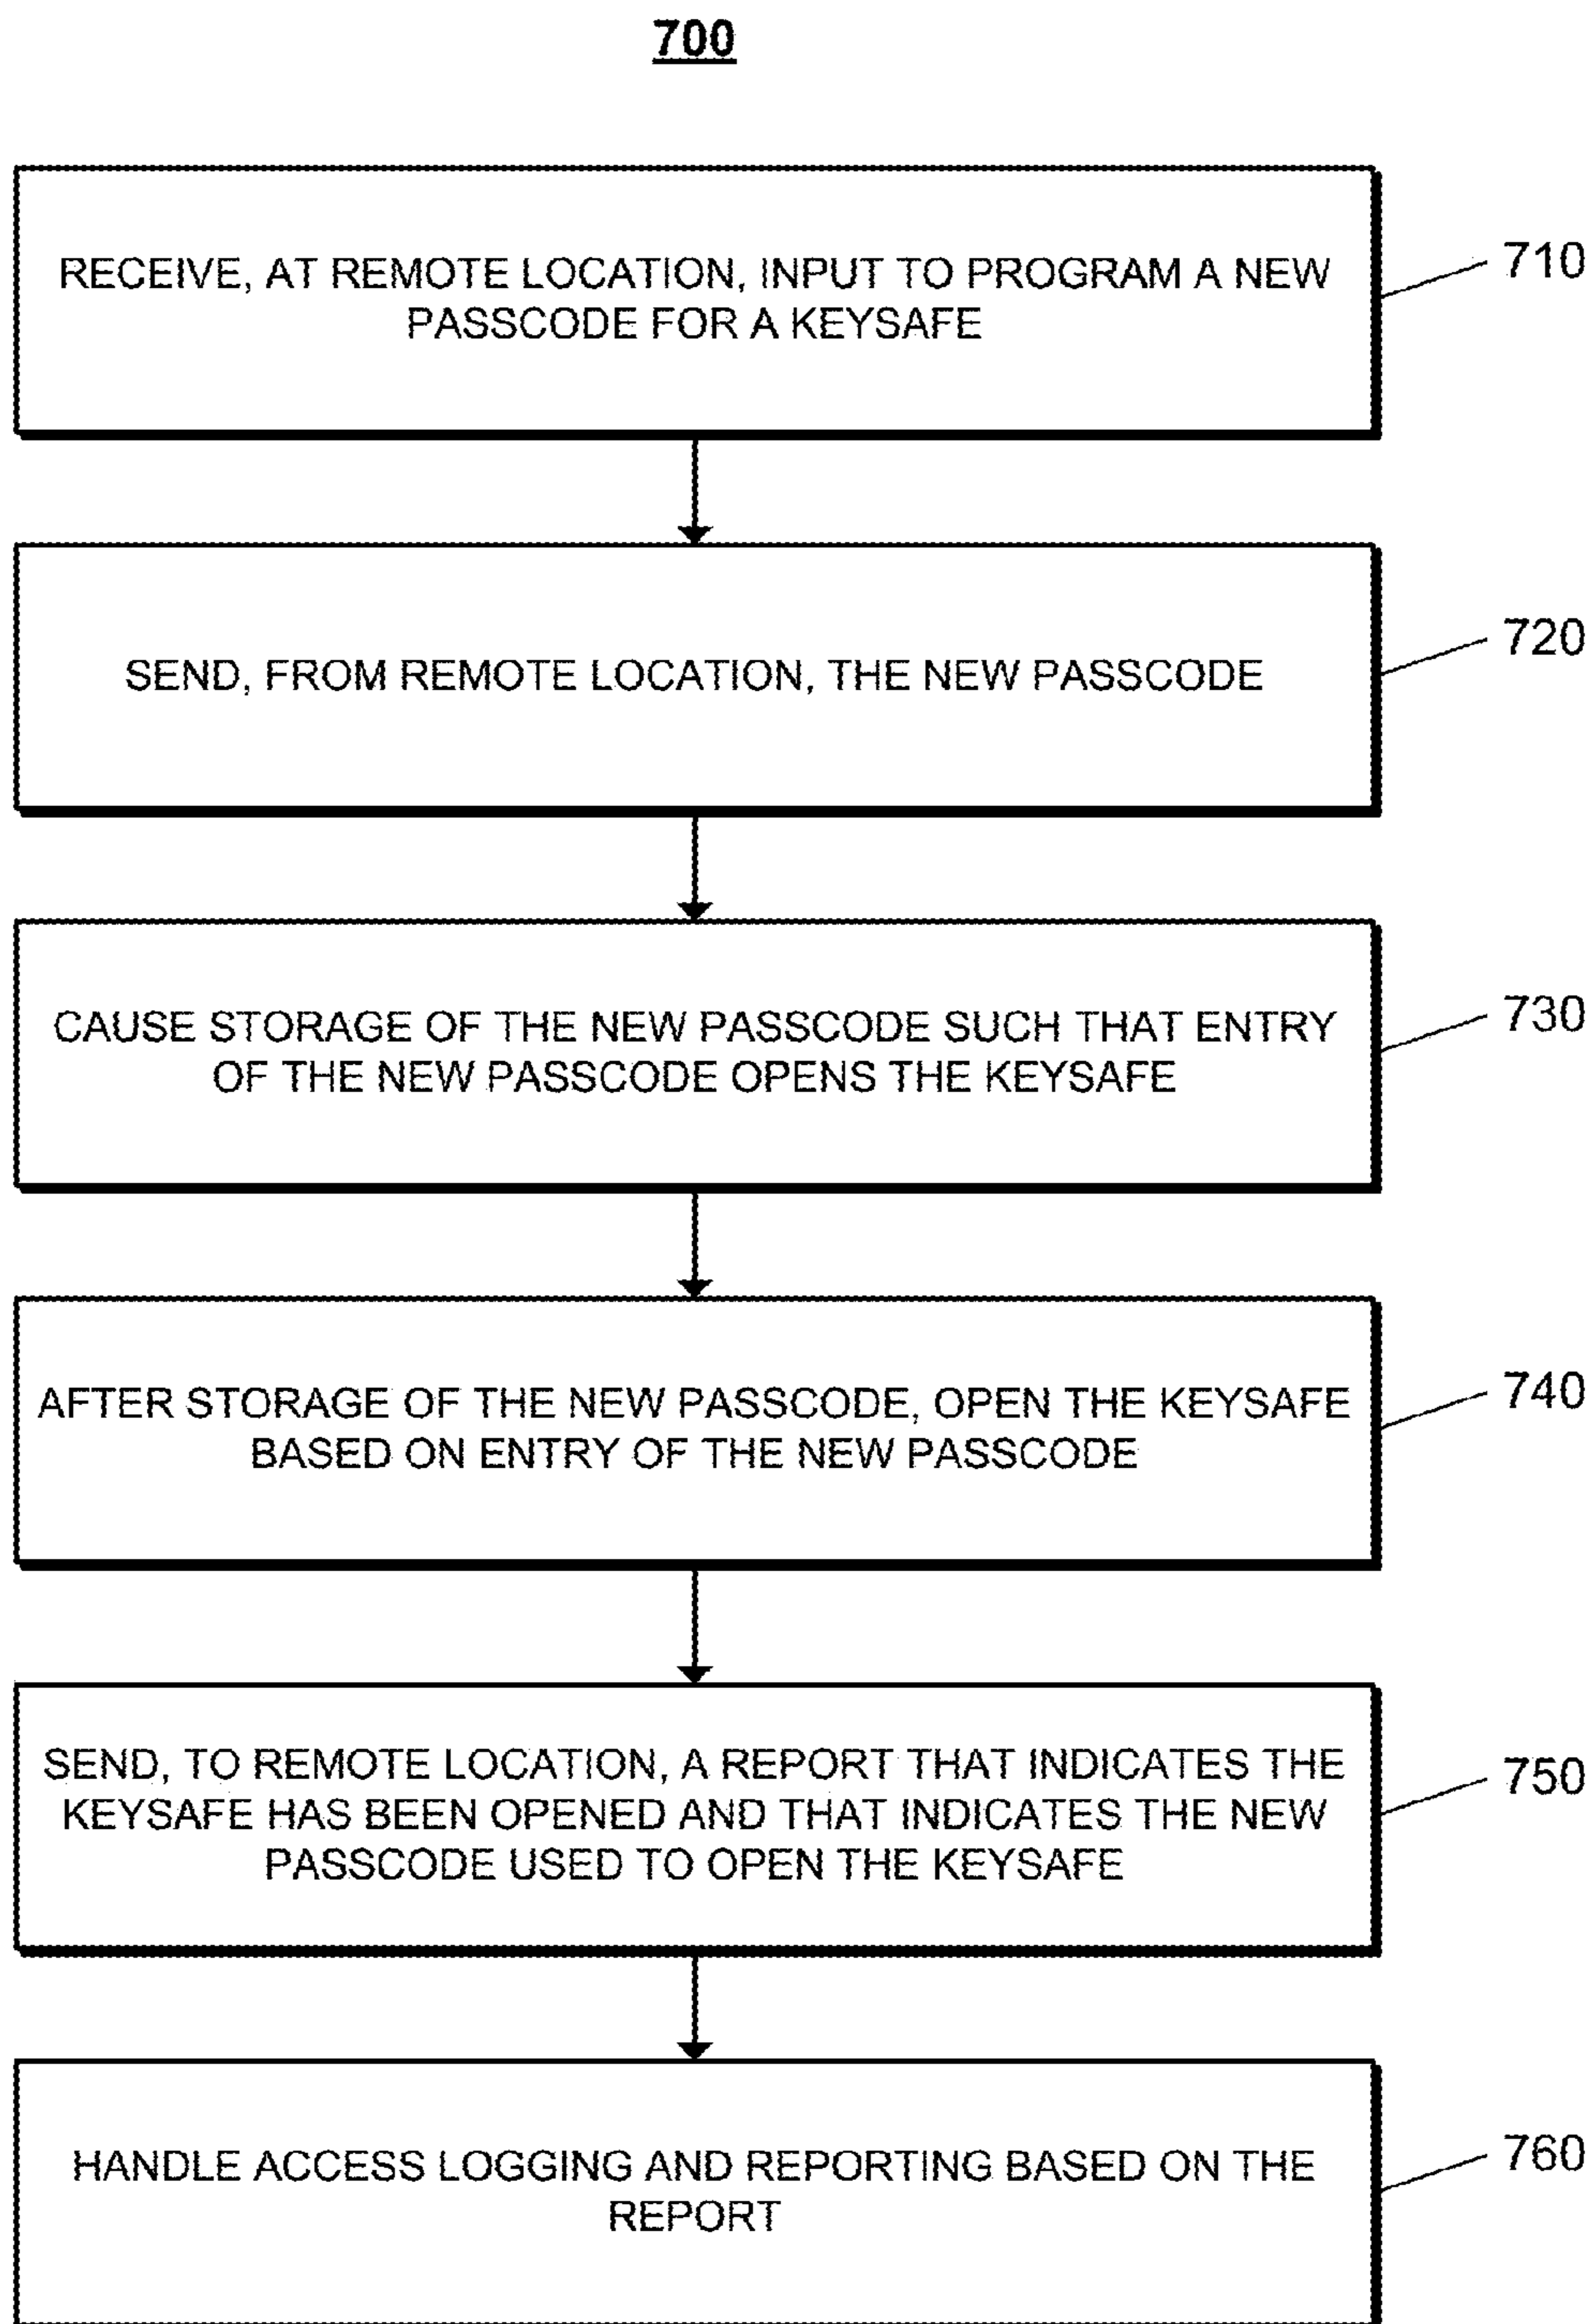 700
RECEIVE, AT REMOTE LOCATION, INPUT TO PROGRAM A NEW
PASSCODE FOR A KEYSAFE
710
SEND, FROM REMOTE LOCATION, THE NEW PASSCODE
720
CAUSE STORAGE OF THE NEW PASSCODE SUCH THAT ENTRY
OF THE NEW PASSCODE OPENS THE KEYSAFE
730
AFTER STORAGE OF THE NEW PASSCODE, OPEN THE KEYSAFE
BASED ON ENTRY OF THE NEW PASSCODE
740
SEND, TO REMOTE LOCATION, A REPORT THAT INDICATES THE
KEYSAFE HAS BEEN OPENED AND THAT INDICATES THE NEW
PASSCODE USED TO OPEN THE KEYSAFE
750
HANDLE ACCESS LOGGING AND REPORTING BASED ON THE
REPORT
760